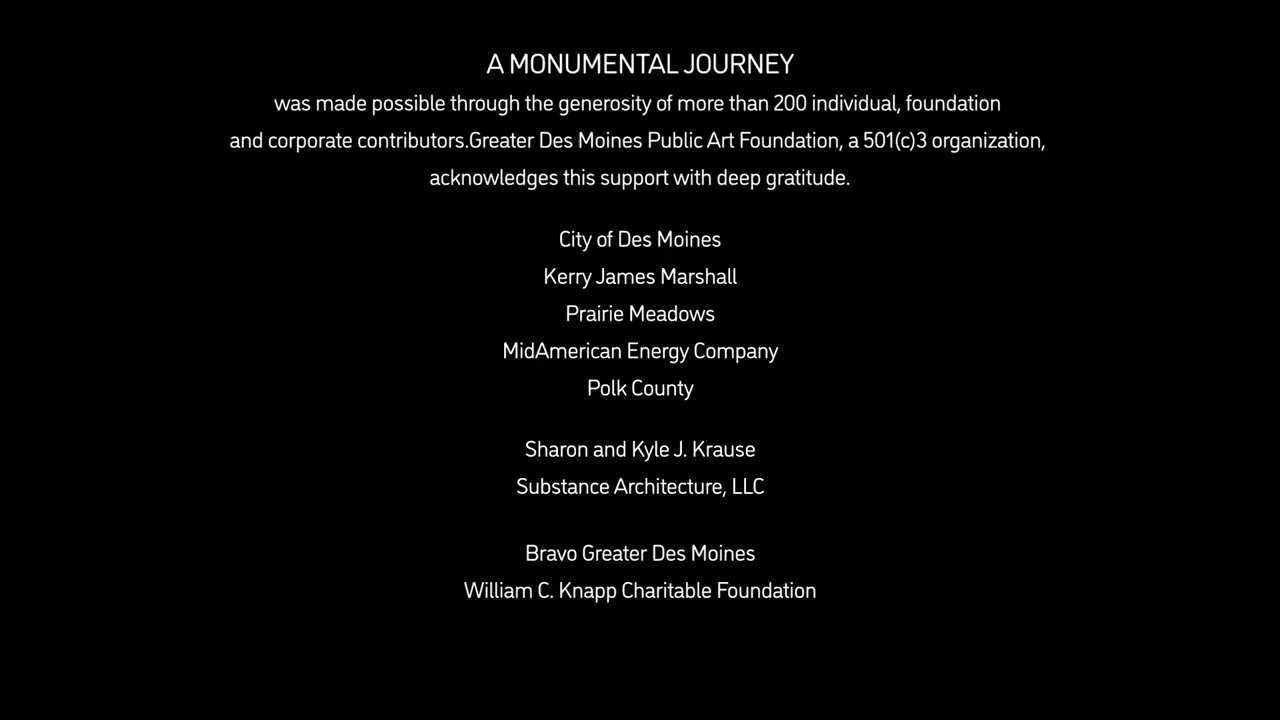 A MONUMENTAL JOURNEY
was made possible through the generosity of more than 200 individual, foundation
and corporate contributors.Greater Des Moines Public Art Foundation, a 501(c)3 organization,
acknowledges this support with deep gratitude.
City of Des Moines
Kerry James Marshall
Prairie Meadows
MidAmerican Energy Company
Polk County
Sharon and Kyle J. Krause
Substance Architecture, LLC
Bravo Greater Des Moines
William C. Knapp Charitable Foundation